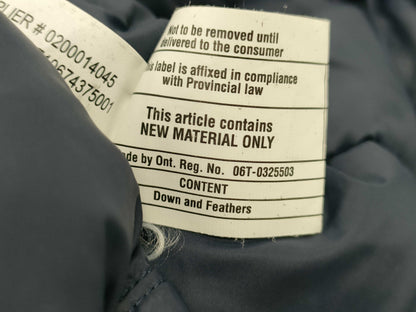 PLIER # 0200014045
0674375001
Not to be removed until
delivered to the consumer
label is affixed in compliance
with Provincial law
This article contains
NEW MATERIAL ONLY
by Ont. Reg. No. 06T-0325503
CONTENT
Down and Feathers